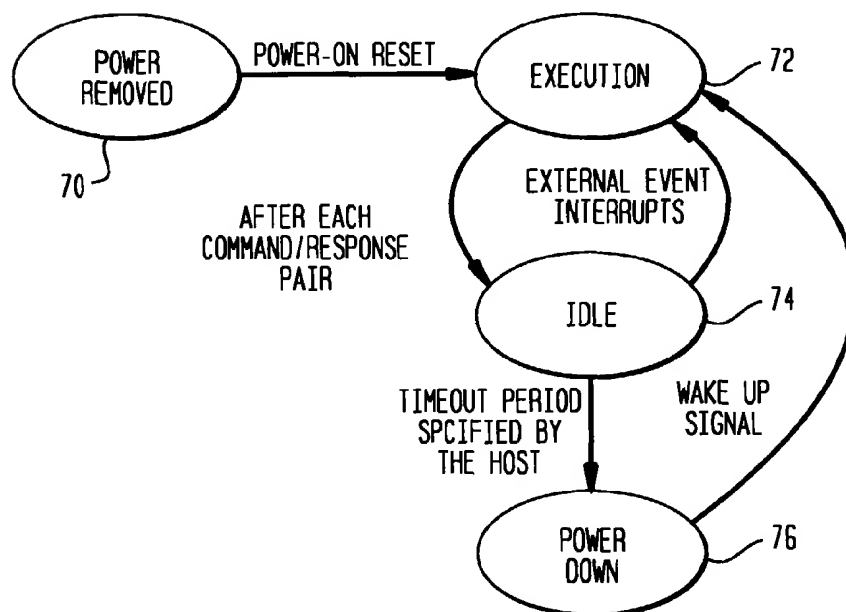 POWER
REMOVED
70
POWER-ON RESET
EXECUTION
72
AFTER EACH
COMMAND/RESPONSE
PAIR
EXTERNAL EVENT
INTERRUPTS
IDLE
74
TIMEOUT PERIOD
SPCIFIED BY
THE HOST
WAKE UP
SIGNAL
POWER
DOWN
76